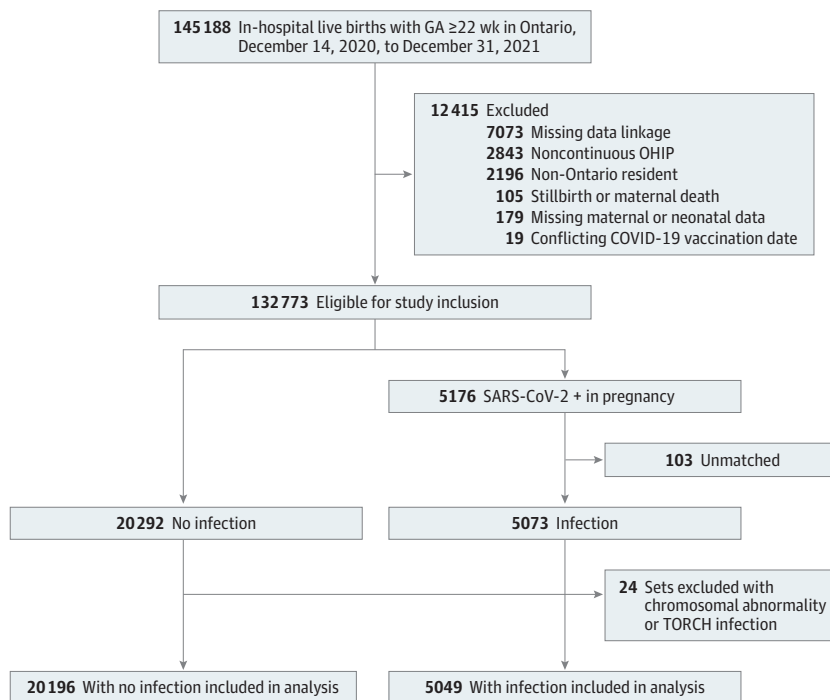 145 188 In-hospital live births with GA ≥22 wk in Ontario,
December 14, 2020, to December 31, 2021
12 415 Excluded
7073 Missing data linkage
2843 Noncontinuous OHIP
2196 Non-Ontario resident
105 Stillbirth or maternal death
179 Missing maternal or neonatal data
19 Conflicting COVID-19 vaccination date
132 773 Eligible for study inclusion
5176 SARS-CoV-2 + in pregnancy
103 Unmatched
20 292 No infection
5073 Infection
24 Sets excluded with
chromosomal abnormality
or TORCH infection
20 196 With no infection included in analysis
5049 With infection included in analysis